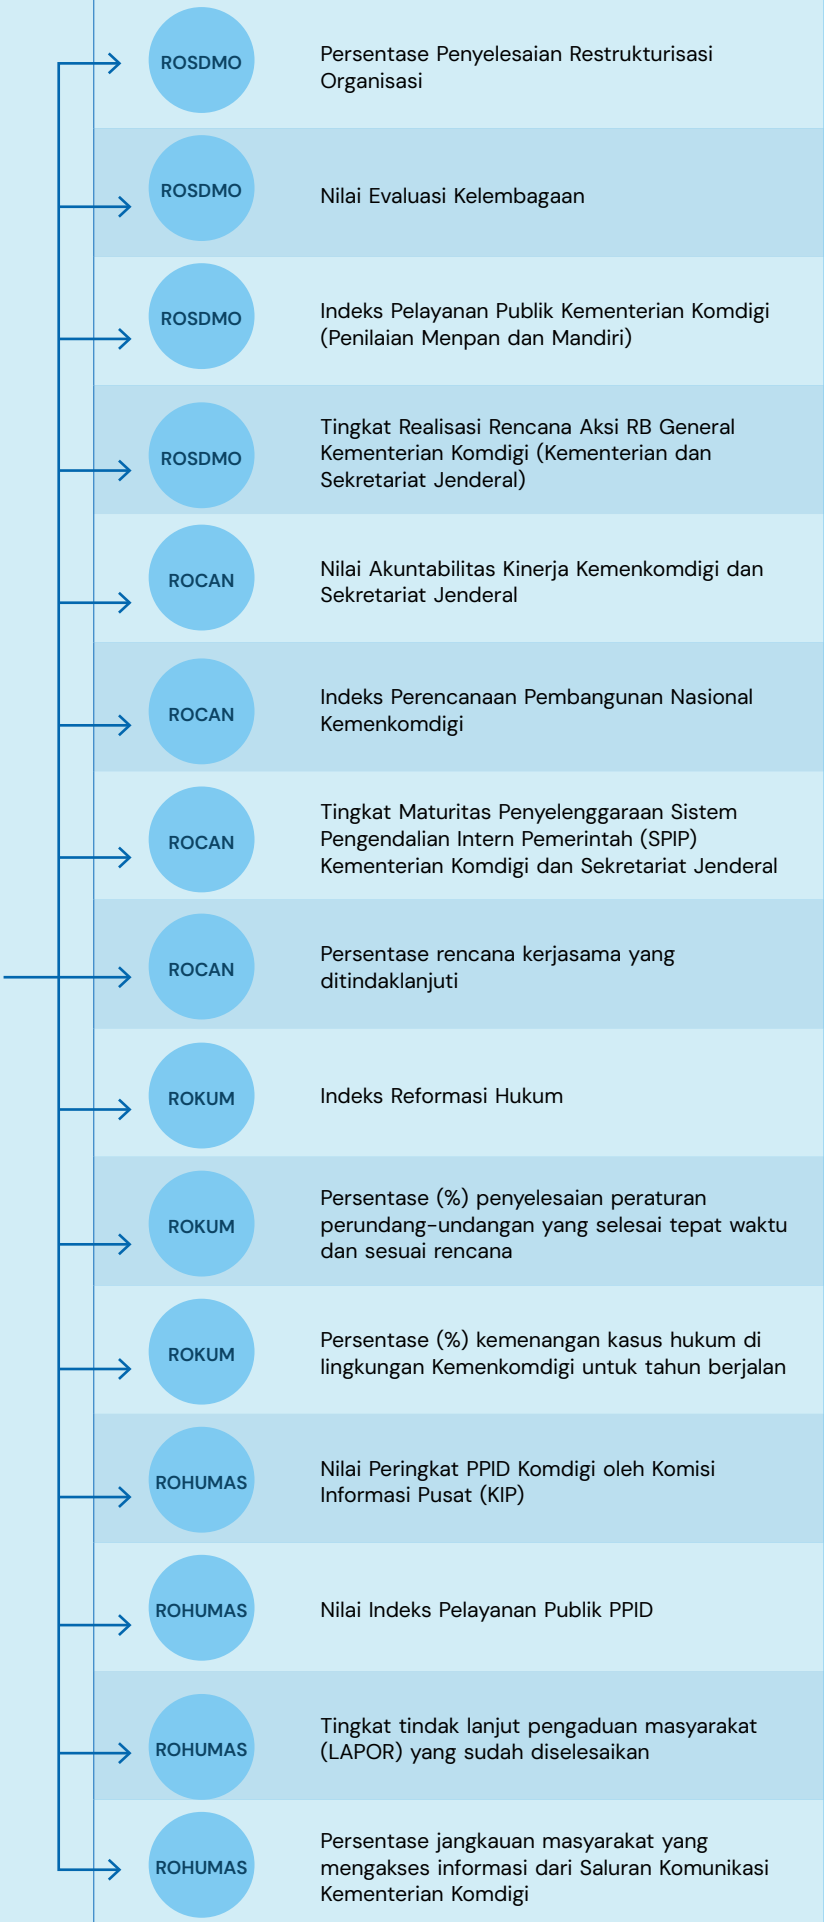 ROSDMO
Persentase Penyelesaian Restrukturisasi
Organisasi
ROSDMO
Nilai Evaluasi Kelembagaan
ROSDMO
Indeks Pelayanan Publik Kementerian Komdigi
(Penilaian Menpan dan Mandiri)
ROSDMO
Tingkat Realisasi Rencana Aksi RB General
Kementerian Komdigi (Kementerian dan
Sekretariat Jenderal)
ROCAN
Nilai Akuntabilitas Kinerja Kemenkomdigi dan
Sekretariat Jenderal
ROCAN
Indeks Perencanaan Pembangunan Nasional
Kemenkomdigi
ROCAN
Tingkat Maturitas Penyelenggaraan Sistem
Pengendalian Intern Pemerintah (SPIP)
Kementerian Komdigi dan Sekretariat Jenderal
ROCAN
Persentase rencana kerjasama yang
ditindaklanjuti
ROKUM
Indeks Reformasi Hukum
ROKUM
Persentase (%) penyelesaian peraturan
perundang-undangan yang selesai tepat waktu
dan sesuai rencana
ROKUM
Persentase (%) kemenangan kasus hukum di
lingkungan Kemenkomdigi untuk tahun berjalan
ROHUMAS
Nilai Peringkat PPID Komdigi oleh Komisi
Informasi Pusat (KIP)
ROHUMAS
Nilai Indeks Pelayanan Publik PPID
ROHUMAS
Tingkat tindak lanjut pengaduan masyarakat
(LAPOR) yang sudah diselesaikan
ROHUMAS
Persentase jangkauan masyarakat yang
mengakses informasi dari Saluran Komunikasi
Kementerian Komdigi